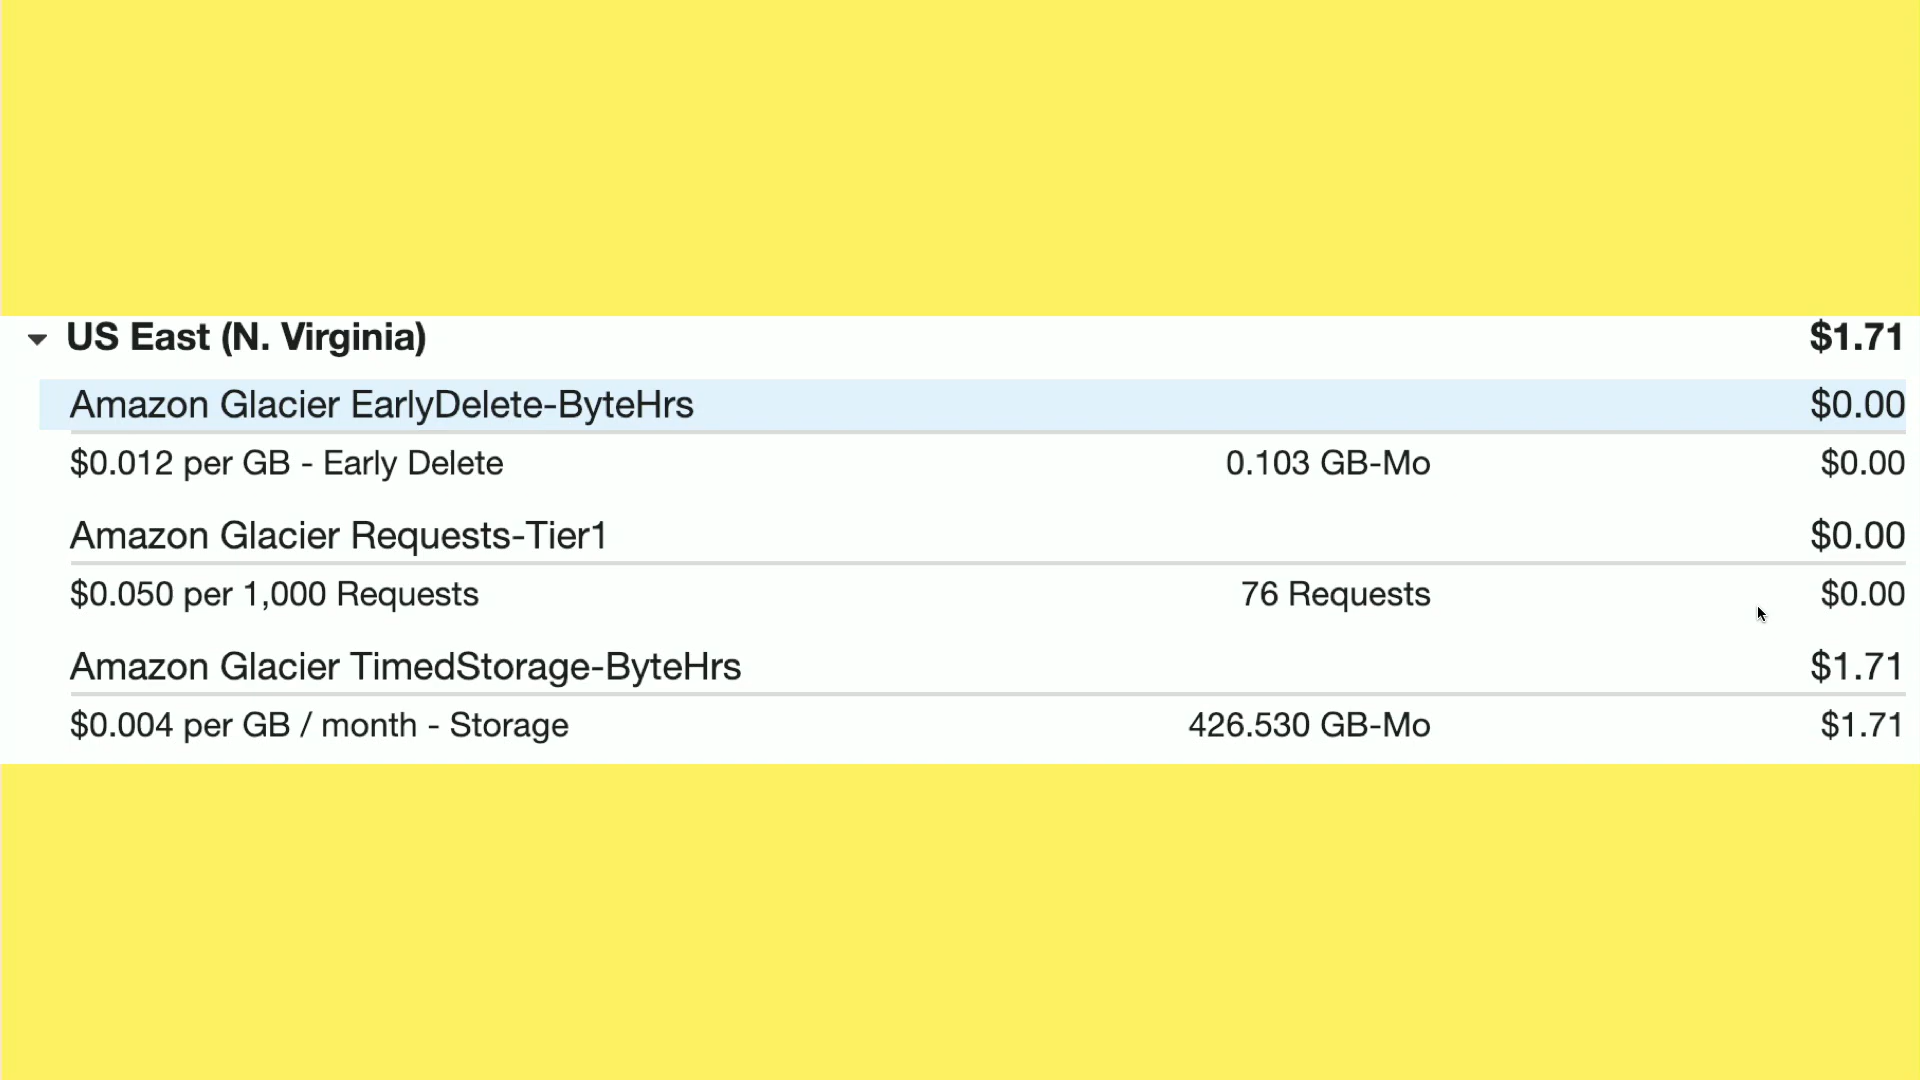 US East (N. Virginia) $1.71
Amazon Glacier EarlyDelete-ByteHrs $0.00
$0.012 per GB - Early Delete 0.103 GB-Mo $0.00
Amazon Glacier Requests-Tier1 $0.00
$0.050 per 1,000 Requests 76 Requests $0.00
Amazon Glacier TimedStorage-ByteHrs $1.71
$0.004 per GB / month - Storage 426.530 GB-Mo $1.71